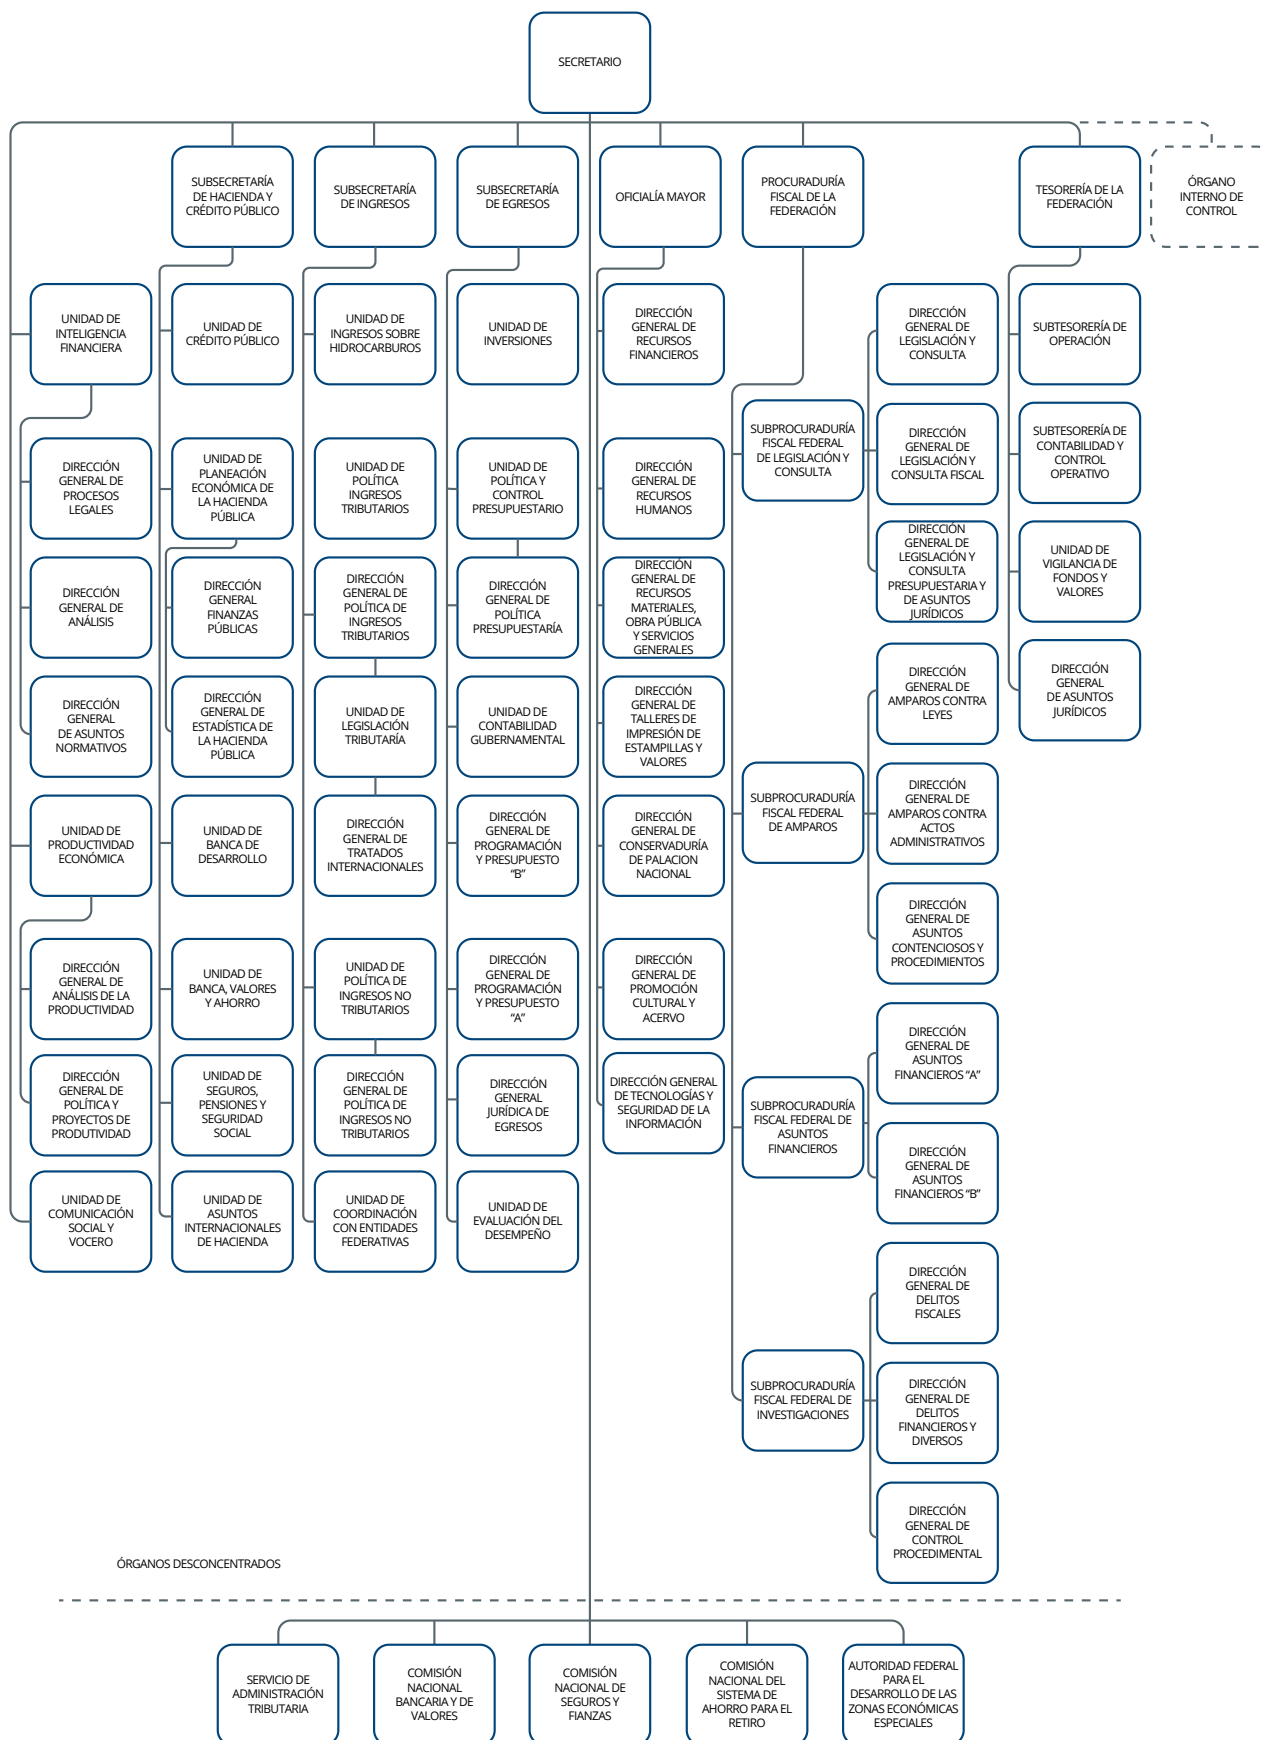 SECRETARIO
SUBSECRETARÍA
DE HACIENDA Y
CRÉDITO PÚBLICO
SUBSECRETARÍA
DE INGRESOS
SUBSECRETARÍA
DE EGRESOS
OFICIALÍA MAYOR
PROCURADURÍA
FISCAL DE LA
FEDERACIÓN
TESORERÍA DE LA
FEDERACIÓN
ÓRGANO
INTERNO DE
CONTROL
UNIDAD DE
INTELIGENCIA
FINANCIERA
DIRECCIÓN
GENERAL DE
PROCESOS
LEGALES
DIRECCIÓN
GENERAL DE
ANÁLISIS
DIRECCIÓN
GENERAL
DE ASUNTOS
NORMATIVOS
UNIDAD DE
PRODUCTIVIDAD
ECONÓMICA
DIRECCIÓN
GENERAL DE
ANÁLISIS DE LA
PRODUCTIVIDAD
DIRECCIÓN
GENERAL DE
POLÍTICA Y
PROYECTOS DE
PRODUTIVIDAD
UNIDAD DE
COMUNICACIÓN
SOCIAL Y
VOCERO
UNIDAD DE
CRÉDITO PÚBLICO
UNIDAD DE
PLANEACIÓN
ECONÓMICA DE
LA HACIENDA
PÚBLICA
DIRECCIÓN
GENERAL
FINANZAS
PÚBLICAS
DIRECCIÓN
GENERAL DE
ESTADÍSTICA DE
LA HACIENDA
PÚBLICA
UNIDAD DE
BANCA DE
DESARROLLO
UNIDAD DE
BANCA, VALORES
Y AHORRO
UNIDAD DE
SEGUROS,
PENSIONES Y
SEGURIDAD
SOCIAL
UNIDAD DE
ASUNTOS
INTERNACIONALES
DE HACIENDA
UNIDAD DE
INGRESOS SOBRE
HIDROCARBUROS
UNIDAD DE
POLÍTICA
INGRESOS
TRIBUTARIOS
DIRECCIÓN
GENERAL DE
POLÍTICA DE
INGRESOS
TRIBUTARIOS
UNIDAD DE
LEGISLACIÓN
TRIBUTARÍA
DIRECCIÓN
GENERAL DE
TRATADOS
INTERNACIONALES
UNIDAD DE
POLÍTICA DE
INGRESOS NO
TRIBUTARIOS
DIRECCIÓN
GENERAL DE
POLÍTICA DE
INGRESOS NO
TRIBUTARIOS
UNIDAD DE
COORDINACIÓN
CON ENTIDADES
FEDERATIVAS
UNIDAD DE
INVERSIONES
UNIDAD DE
POLÍTICA Y
CONTROL
PRESUPUESTARIO
DIRECCIÓN
GENERAL DE
POLÍTICA
PRESUPUESTARÍA
UNIDAD DE
CONTABILIDAD
GUBERNAMENTAL
DIRECCIÓN
GENERAL DE
PROGRAMACIÓN
Y PRESUPUESTO
“B”
DIRECCIÓN
GENERAL DE
PROGRAMACIÓN
Y PRESUPUESTO
“A”
DIRECCIÓN
GENERAL
JURÍDICA DE
EGRESOS
UNIDAD DE
EVALUACIÓN DEL
DESEMPEÑO
DIRECCIÓN
GENERAL DE
RECURSOS
FINANCIEROS
DIRECCIÓN
GENERAL DE
RECURSOS
HUMANOS
DIRECCIÓN
GENERAL DE
RECURSOS
MATERIALES,
OBRA PÚBLICA
Y SERVICIOS
GENERALES
DIRECCIÓN
GENERAL DE
TALLERES DE
IMPRESIÓN DE
ESTAMPILLAS Y
VALORES
DIRECCIÓN
GENERAL DE
CONSERVADURÍA
DE PALACION
NACIONAL
DIRECCIÓN
GENERAL DE
PROMOCIÓN
CULTURAL Y
ACERVO
DIRECCIÓN GENERAL
DE TECNOLOGÍAS Y
SEGURIDAD DE LA
INFORMACIÓN
SUBPROCURADURÍA
FISCAL FEDERAL
DE LEGISLACIÓN Y
CONSULTA
DIRECCIÓN
GENERAL DE
LEGISLACIÓN Y
CONSULTA
DIRECCIÓN
GENERAL DE
LEGISLACIÓN Y
CONSULTA FISCAL
DIRECCIÓN
GENERAL DE
LEGISLACIÓN Y
CONSULTA
PRESUPUESTARIA Y
DE ASUNTOS
JURÍDICOS
SUBPROCURADURÍA
FISCAL FEDERAL
DE AMPAROS
DIRECCIÓN
GENERAL DE
AMPAROS CONTRA
LEYES
DIRECCIÓN
GENERAL DE
AMPAROS CONTRA
ACTOS
ADMINISTRATIVOS
DIRECCIÓN
GENERAL DE
ASUNTOS
CONTENCIOSOS Y
PROCEDIMIENTOS
SUBPROCURADURÍA
FISCAL FEDERAL DE
ASUNTOS
FINANCIEROS
DIRECCIÓN
GENERAL DE
ASUNTOS
FINANCIEROS “A”
DIRECCIÓN
GENERAL DE
ASUNTOS
FINANCIEROS “B”
SUBPROCURADURÍA
FISCAL FEDERAL DE
INVESTIGACIONES
DIRECCIÓN
GENERAL DE
DELITOS
FISCALES
DIRECCIÓN
GENERAL DE
DELITOS
FINANCIEROS Y
DIVERSOS
DIRECCIÓN
GENERAL DE
CONTROL
PROCEDIMENTAL
SUBTESORERÍA DE
OPERACIÓN
SUBTESORERÍA DE
CONTABILIDAD Y
CONTROL
OPERATIVO
UNIDAD DE
VIGILANCIA DE
FONDOS Y
VALORES
DIRECCIÓN
GENERAL
DE ASUNTOS
JURÍDICOS
ÓRGANOS DESCONCENTRADOS
SERVICIO DE
ADMINISTRACIÓN
TRIBUTARIA
COMISIÓN
NACIONAL
BANCARIA Y DE
VALORES
COMISIÓN
NACIONAL DE
SEGUROS Y
FIANZAS
COMISIÓN
NACIONAL DEL
SISTEMA DE
AHORRO PARA EL
RETIRO
AUTORIDAD FEDERAL
PARA EL
DESARROLLO DE LAS
ZONAS ECONÓMICAS
ESPECIALES